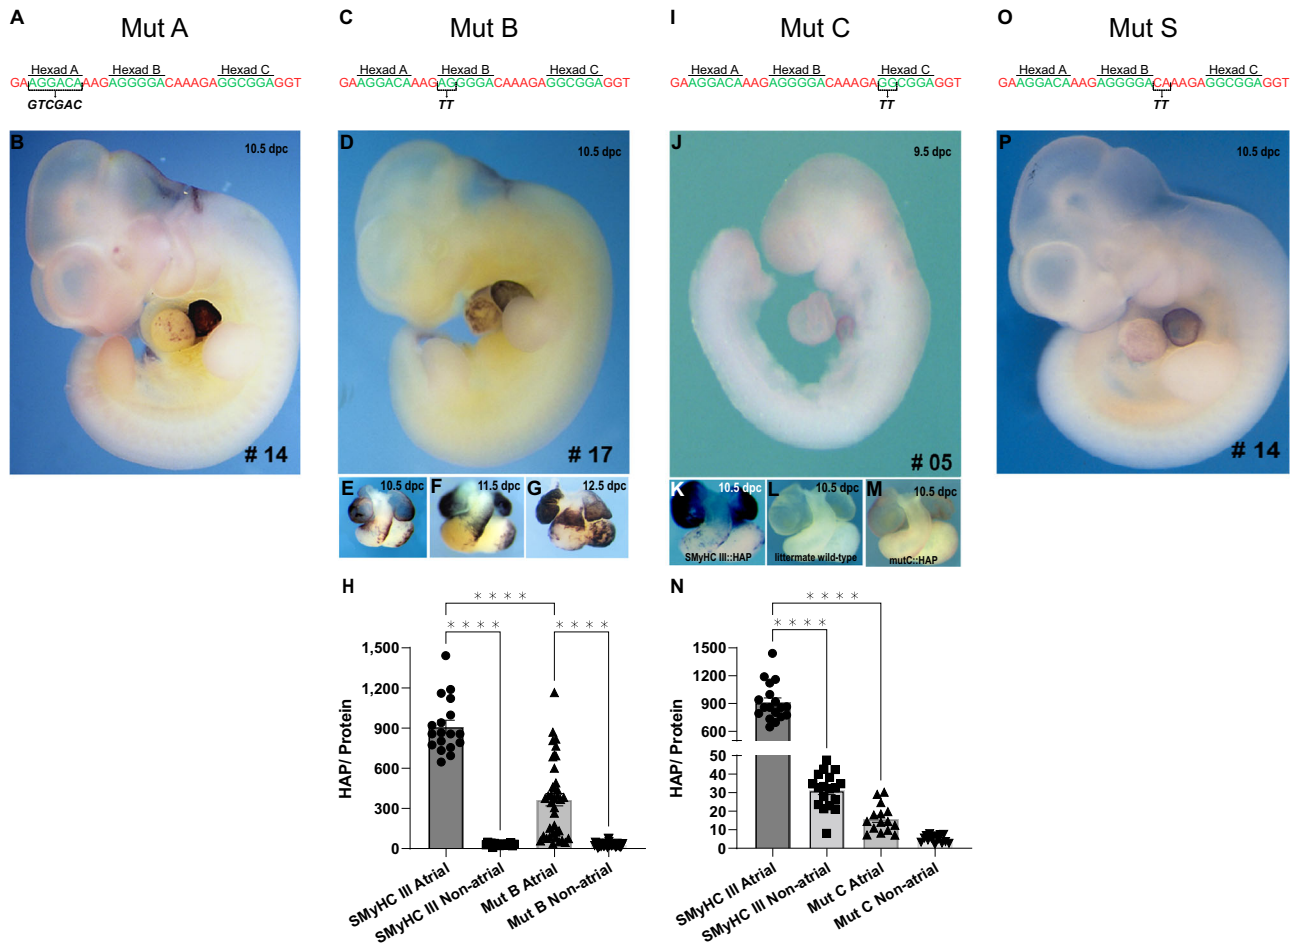 A Mut A
Hexad A Hexad B Hexad C
GAAGGACAAAGAGGGGACAAAGAGGCGGAGGT
GTCGAC
B 10.5 dpc
# 14
C Mut B
Hexad A Hexad B Hexad C
GAAGGACAAAGAGGGGACAAAGAGGCGGAGGT
TT
D 10.5 dpc
# 17
E 10.5 dpc
F 11.5 dpc
G 12.5 dpc
H
* * * *
* * * * * * * *
HAP/ Protein
1,500
1,200
900
600
300
0
SMyHC III Atrial
SMyHC III Non-atrial
Mut B Atrial
Mut B Non-atrial
I Mut C
Hexad A Hexad B Hexad C
GAAGGACAAAGAGGGGACAAAGAGGCGGAGGT
TT
J 9.5 dpc
# 05
K 10.5 dpc
SMyHC III::HAP
L 10.5 dpc
littermate wild-type
M 10.5 dpc
mutC::HAP
N
* * * *
* * * *
HAP/ Protein
1500
1200
900
600
50
40
30
20
10
0
SMyHC III Atrial
SMyHC III Non-atrial
Mut C Atrial
Mut C Non-atrial
O Mut S
Hexad A Hexad B Hexad C
GAAGGACAAAGAGGGGACAAAGAGGCGGAGGT
TT
P 10.5 dpc
# 14